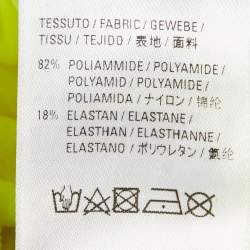 TESSUTO / FABRIC / GEWEBE /
TISSU / TEJIDO / 表地 / 面料
82% POLIAMMIDE / POLYAMIDE /
POLYAMID / POLYAMIDE /
POLIAMIDA / ナイロン / 锦纶
18% ELASTAN / ELASTANE /
ELASTHAN / ELASTHANNE /
ELASTANO / ポリウレタン / 氨纶